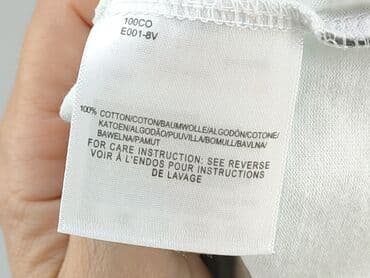 100CO
E001-8V
100% COTTON/COTON/BAUMWOLLE/ALGODÓN/COTONE/
KATOEN/ALGODÃO/PUUVILLA/BOMULL/BAVLNA/
BAWEŁNA/PAMUT
FOR CARE INSTRUCTION: SEE REVERSE
VOIR À L'ENDOS POUR INSTRUCTIONS
DE LAVAGE